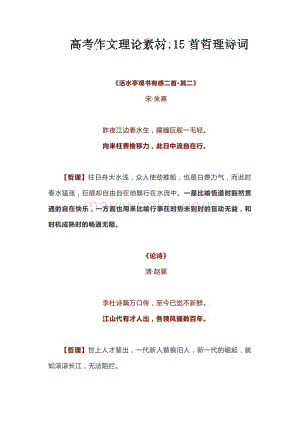 高考作文理论素材:15首哲理诗词
《活水亭观书有感二首·其二》
宋·朱熹
昨夜江边春水生，艨艟巨舰一毛轻。
向来枉费推移力，此日中流自在行。
【哲理】往日舟大水浅，众人使劲推船，也是白费力气，而此时
春水猛涨，巨舰却自由自在地飘行在水流中。一是比喻悟道时豁然贯
通的自在快乐，一方面也用来比喻行事在时势未到时的盲动无益，和
时机成熟时的畅通无阻。
《论诗》
清·赵翼
李杜诗篇万口传，至今已觉不新鲜。
江山代有才人出，各领风骚数百年。
【哲理】世上人才辈出，一代新人替换旧人，新一代的崛起，就
如滚滚长江，无法阻拦。